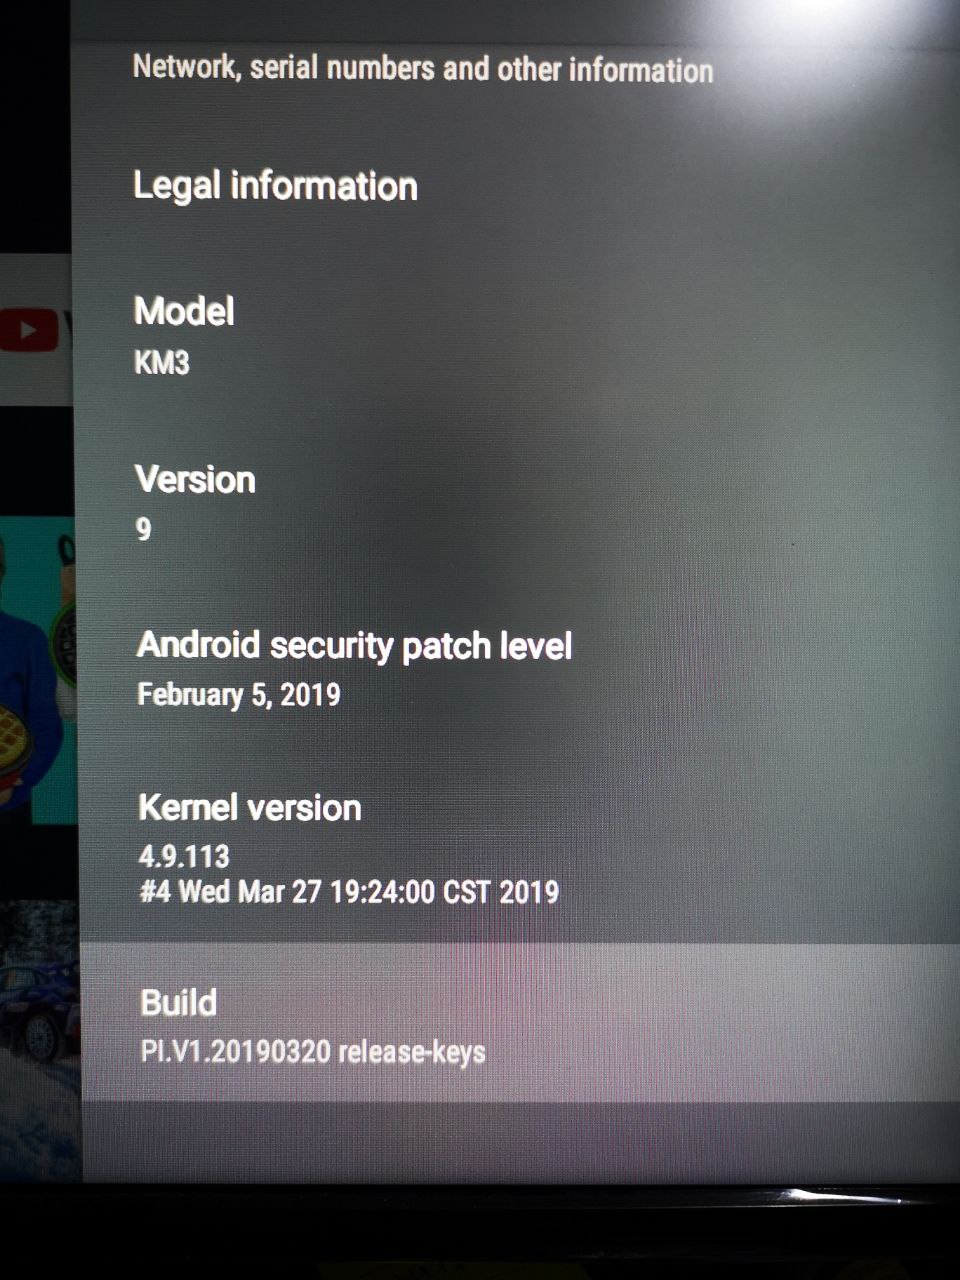 Network, serial numbers and other information
Legal information
Model
KM3
Version
9
Android security patch level
February 5, 2019
Kernel version
4.9.113
#4 Wed Mar 27 19:24:00 CST 2019
Build
PI.V1.20190320 release-keys